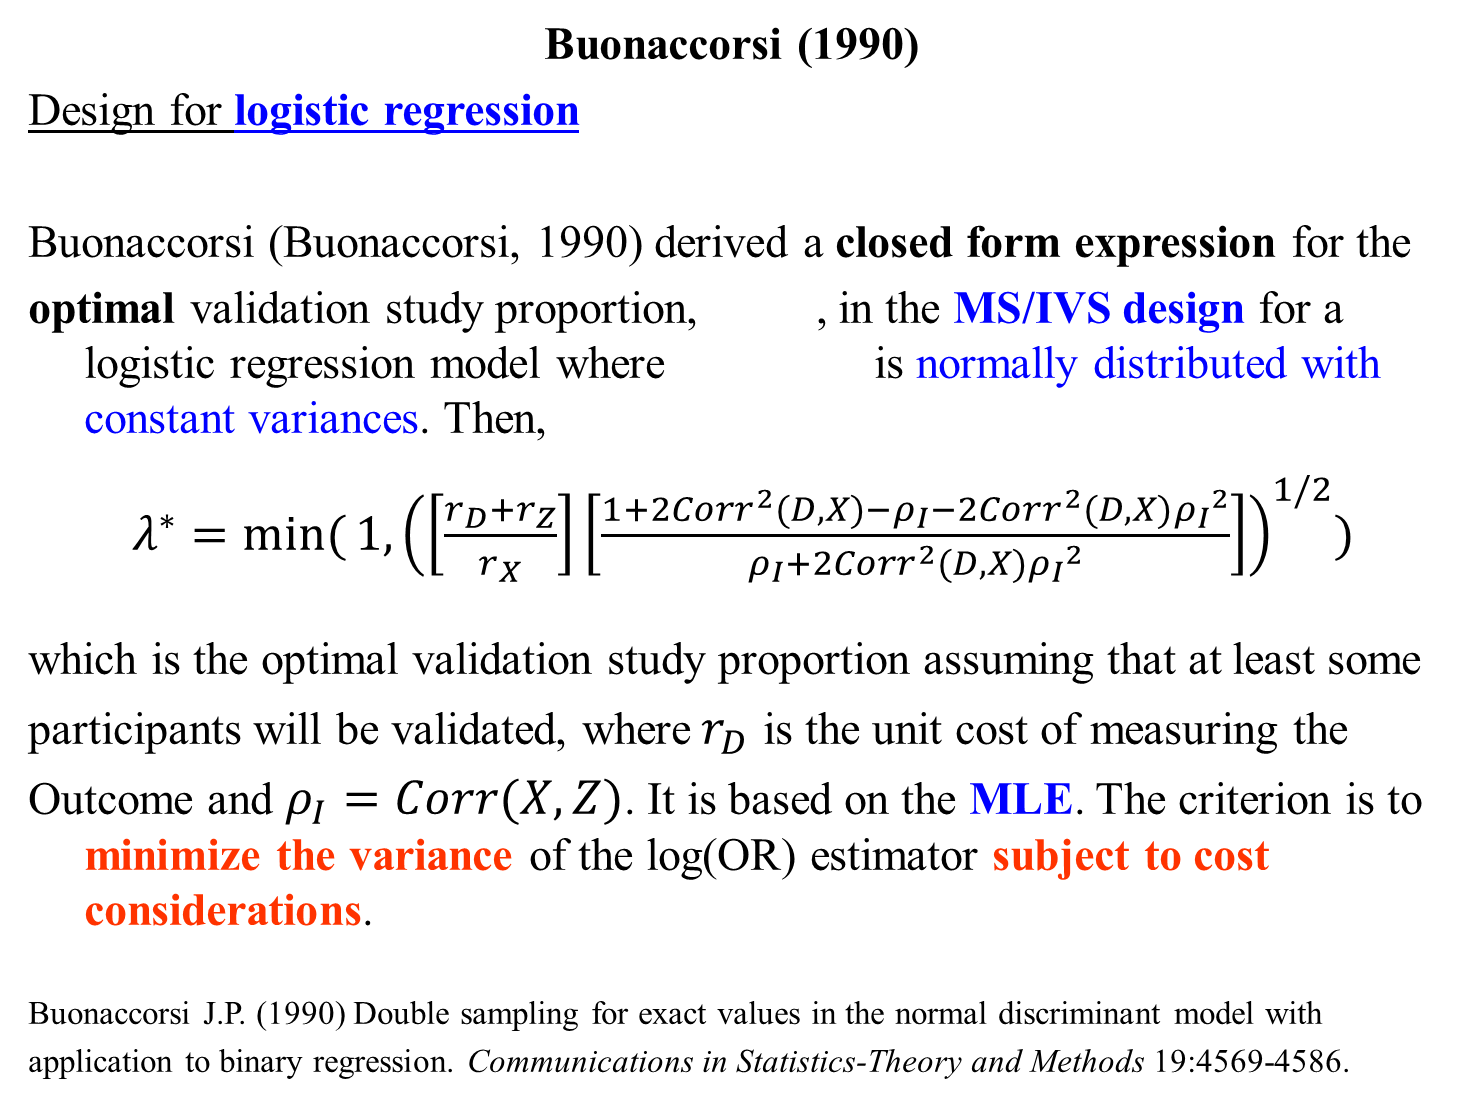 Buonaccorsi (1990)
Design for logistic regression
Buonaccorsi (Buonaccorsi, 1990) derived a closed form expression for the
optimal validation study proportion, , in the MS/IVS design for a
logistic regression model where is normally distributed with
constant variances. Then,
λ* = min( 1, ([r_D+r_Z / r_X] [1+2Corr²(D,X)−ρ_I−2Corr²(D,X)ρ_I² / ρ_I+2Corr²(D,X)ρ_I²])^1/2 )
which is the optimal validation study proportion assuming that at least some
participants will be validated, where r_D is the unit cost of measuring the
Outcome and ρ_I = Corr(X, Z). It is based on the MLE. The criterion is to
minimize the variance of the log(OR) estimator subject to cost
considerations.
Buonaccorsi J.P. (1990) Double sampling for exact values in the normal discriminant model with
application to binary regression. Communications in Statistics-Theory and Methods 19:4569-4586.